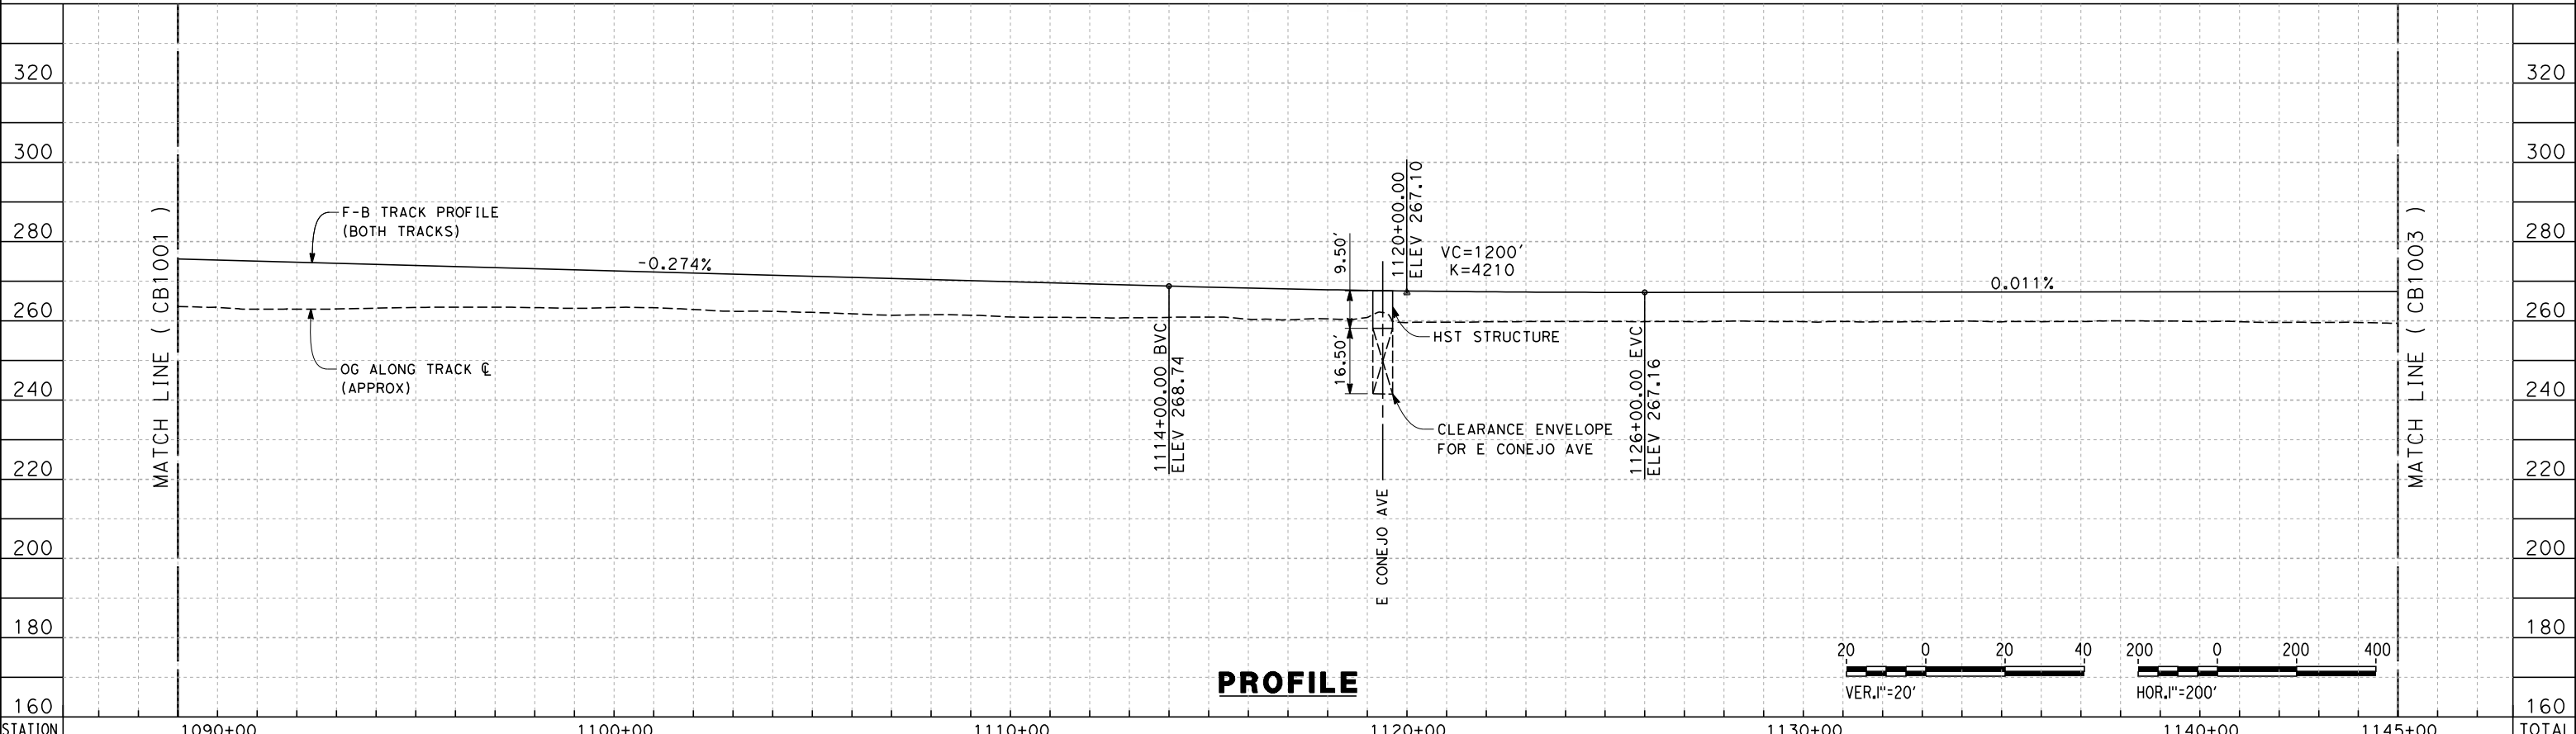 320
300
280
260
240
220
200
180
160
STATION
MATCH LINE ( CB1001 )
F-B TRACK PROFILE
(BOTH TRACKS)
-0.274%
OG ALONG TRACK ℄
(APPROX)
1114+00.00 BVC
ELEV 268.74
9.50'
16.50'
1120+00.00
ELEV 267.10
VC=1200'
K=4210
HST STRUCTURE
CLEARANCE ENVELOPE
FOR E CONEJO AVE
E CONEJO AVE
1126+00.00 EVC
ELEV 267.16
0.011%
MATCH LINE ( CB1003 )
320
300
280
260
240
220
200
180
160
TOTAL
PROFILE
20 0 20 40
VER.1"=20'
200 0 200 400
HOR.1"=200'
1090+00 1100+00 1110+00 1120+00 1130+00 1140+00 1145+00